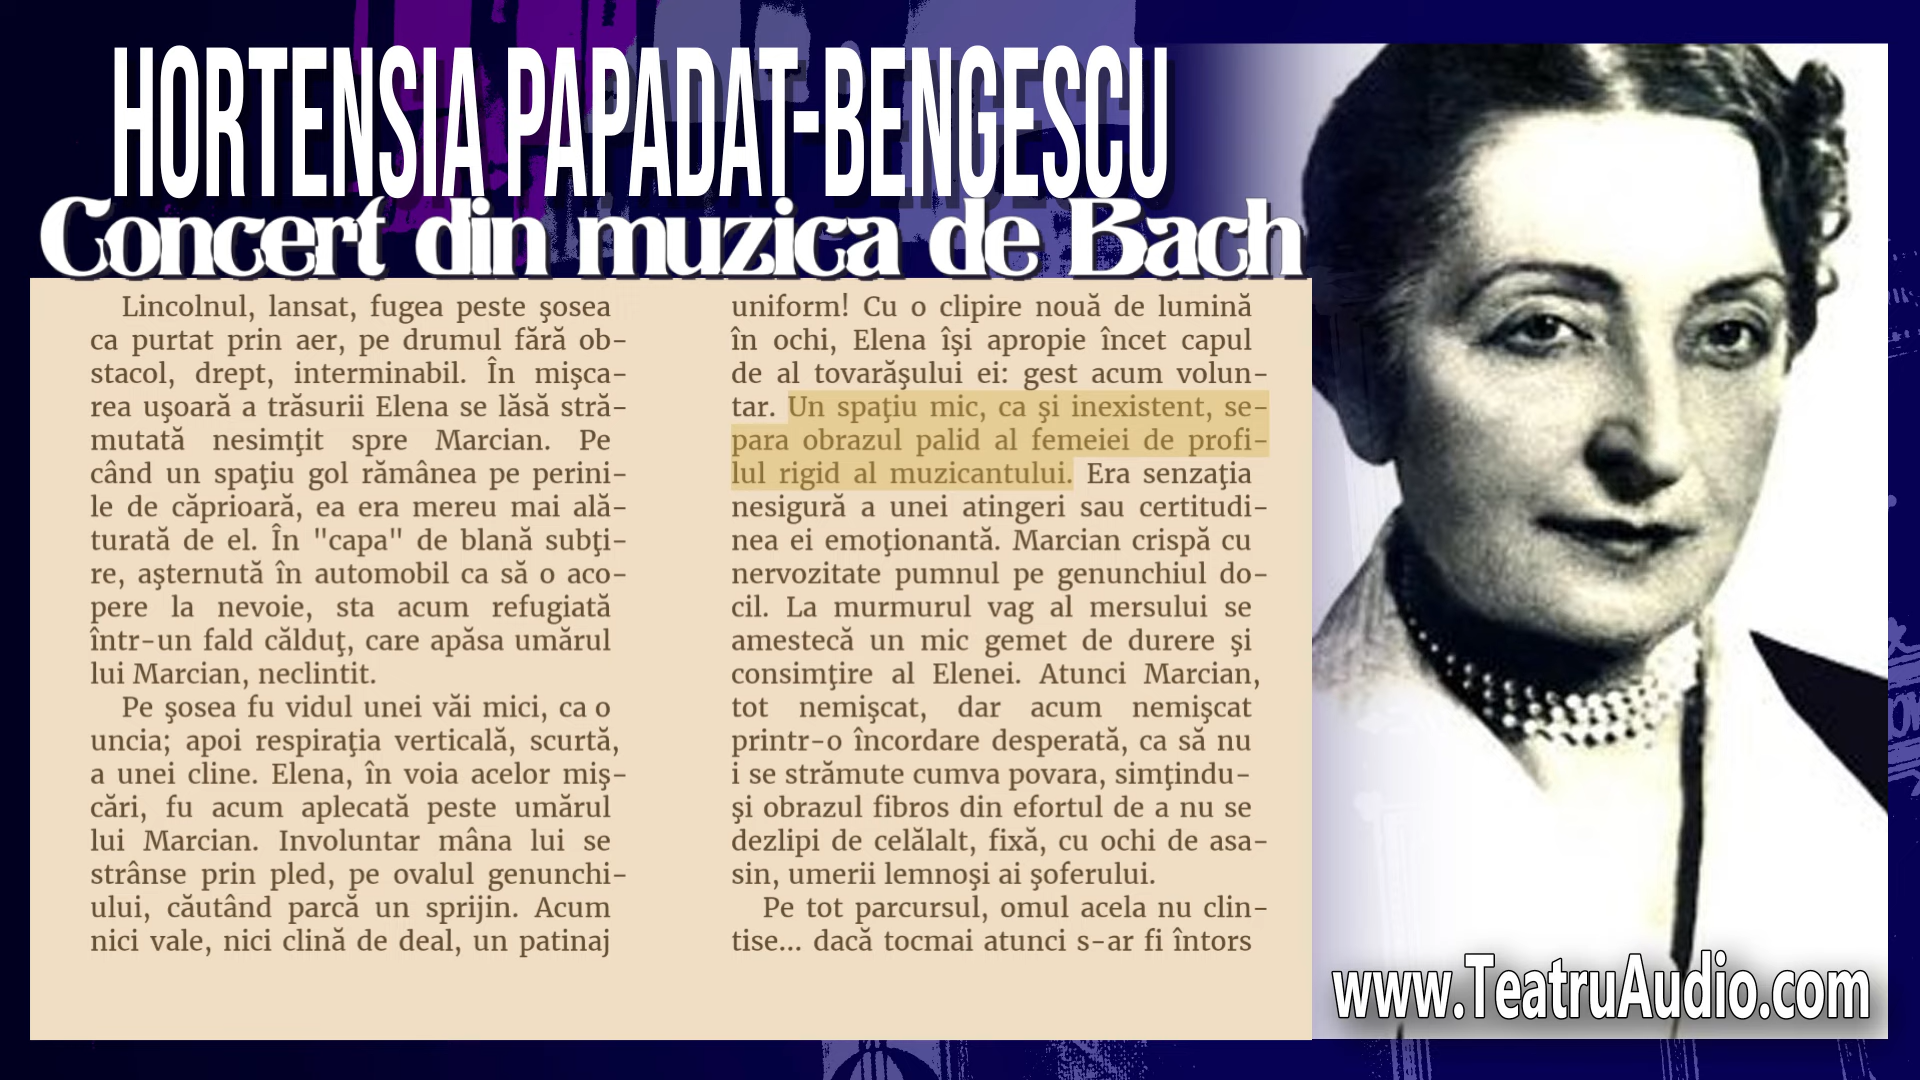 HORTENSIA PAPADAT-BENGESCU
Concert din muzica de Bach
Lincolnul, lansat, fugea peste şosea
ca purtat prin aer, pe drumul fără ob-
stacol, drept, interminabil. În mişca-
rea uşoară a trăsurii Elena se lăsă stră-
mutată nesimţit spre Marcian. Pe
când un spaţiu gol rămânea pe perini-
le de căprioară, ea era mereu mai ală-
turată de el. În "capa" de blană subţi-
re, aşternută în automobil ca să o aco-
pere la nevoie, sta acum refugiată
într-un fald călduţ, care apăsa umărul
lui Marcian, neclintit.
Pe şosea fu vidul unei văi mici, ca o
uncia; apoi respiraţia verticală, scurtă,
a unei cline. Elena, în voia acelor miş-
cări, fu acum aplecată peste umărul
lui Marcian. Involuntar mâna lui se
strânse prin pled, pe ovalul genunchi-
ului, căutând parcă un sprijin. Acum
nici vale, nici clină de deal, un patinaj
uniform! Cu o clipire nouă de lumină
în ochi, Elena îşi apropie încet capul
de al tovarăşului ei: gest acum volun-
tar. Un spaţiu mic, ca şi inexistent, se-
para obrazul palid al femeiei de profi-
lul rigid al muzicantului. Era senzaţia
nesigură a unei atingeri sau certitudi-
nea ei emoţionantă. Marcian crispă cu
nervozitate pumnul pe genunchiul do-
cil. La murmurul vag al mersului se
amestecă un mic gemet de durere şi
consimţire al Elenei. Atunci Marcian,
tot nemişcat, dar acum nemişcat
printr-o încordare desperată, ca să nu
i se strămute cumva povara, simţindu-
şi obrazul fibros din efortul de a nu se
dezlipi de celălalt, fixă, cu ochi de asa-
sin, umerii lemnoşi ai şoferului.
Pe tot parcursul, omul acela nu clin-
tise... dacă tocmai atunci s-ar fi întors
www.TeatruAudio.com